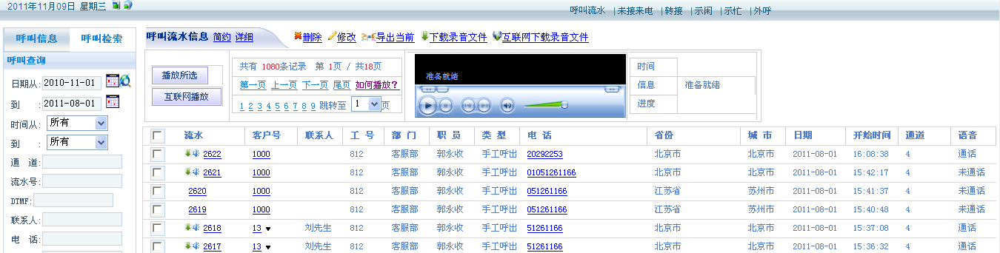 2011年11月09日 星期三
呼叫流水 | 未接来电 | 转接 | 示闲 | 示忙 | 外呼
呼叫信息 呼叫检索
呼叫查询
日期从: 2010-11-01
到 : 2011-08-01
时间从: 所有
到 : 所有
通 道:
流水号:
DTMF:
联系人:
电 话:
呼叫流水信息 简约 详细 删除 修改 导出当前 下载录音文件 互联网下载录音文件
播放所选
互联网播放
共有 1080条记录 第 1页 / 共18页
第一页 上一页 下一页 尾页 如何播放？
1 2 3 4 5 6 7 8 9 跳转至 1 页
准备就绪
时间
信息 准备就绪
进度
流水 客户号 联系人 工 号 部 门 职 员 类 型 电 话 省份 城 市 日期 开始时间 通道 语音
2622 1000 812 客服部 郭永收 手工呼出 20292253 北京市 北京市 2011-08-01 16:08:38 4 通话
2621 1000 812 客服部 郭永收 手工呼出 01051261166 北京市 北京市 2011-08-01 15:42:17 4 未通话
2620 1000 812 客服部 郭永收 手工呼出 051261166 江苏省 苏州市 2011-08-01 15:41:37 4 未通话
2619 1000 812 客服部 郭永收 手工呼出 051261166 江苏省 苏州市 2011-08-01 15:40:48 4 未通话
2618 13 刘先生 812 客服部 郭永收 手工呼出 51261166 北京市 北京市 2011-08-01 15:37:08 4 通话
2617 13 刘先生 812 客服部 郭永收 手工呼出 51261166 北京市 北京市 2011-08-01 15:36:32 4 通话